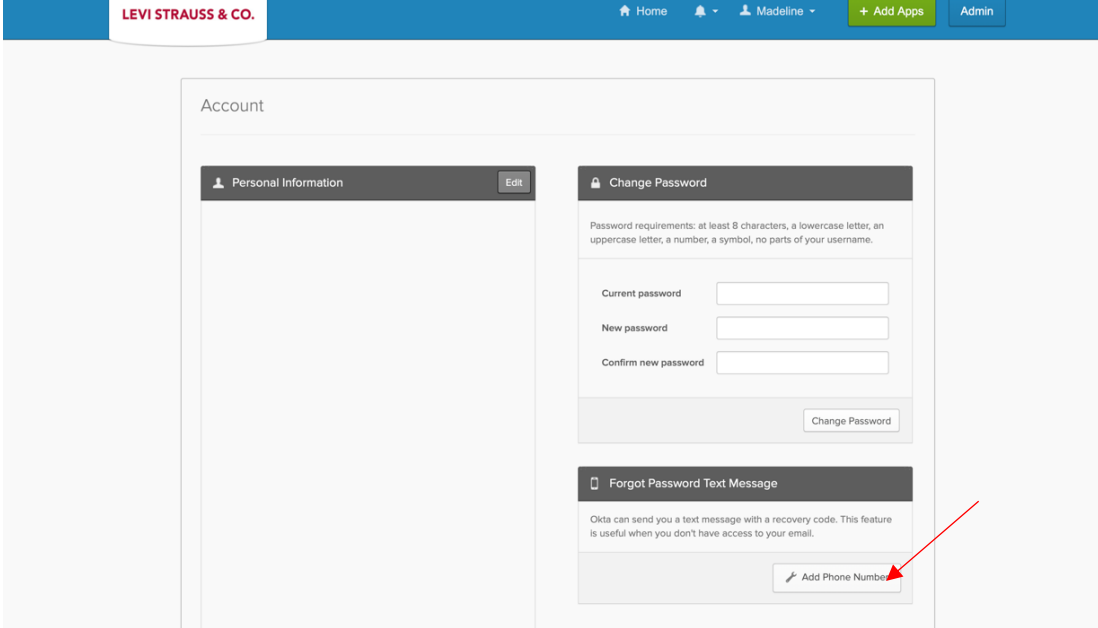 LEVI STRAUSS & CO.
Home
Madeline
+ Add Apps
Admin
Account
Personal Information
Edit
Change Password
Password requirements: at least 8 characters, a lowercase letter, an
uppercase letter, a number, a symbol, no parts of your username.
Current password
New password
Confirm new password
Change Password
Forgot Password Text Message
Okta can send you a text message with a recovery code. This feature
is useful when you don't have access to your email.
Add Phone Number